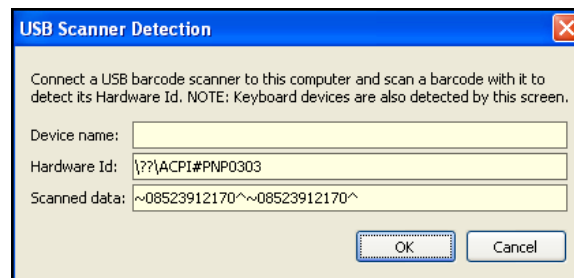 USB Scanner Detection
Connect a USB barcode scanner to this computer and scan a barcode with it to
detect its Hardware Id. NOTE: Keyboard devices are also detected by this screen.
Device name:
Hardware Id: \??\ACPI#PNP0303
Scanned data: ~08523912170^~08523912170^
OK Cancel